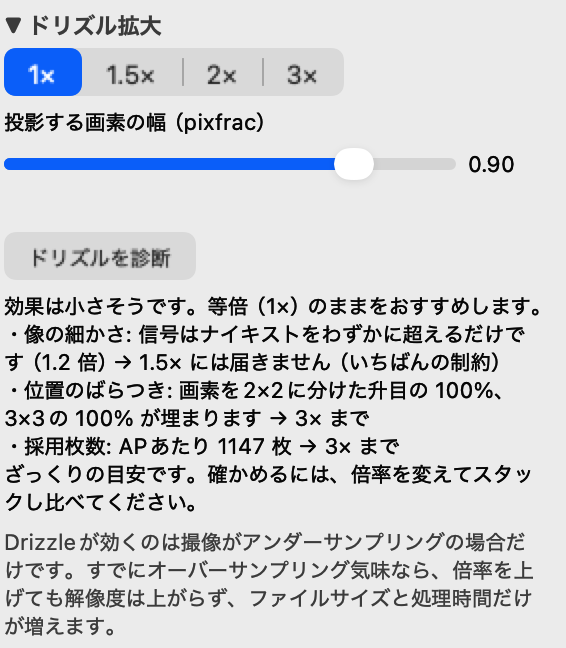 ▼ ドリズル拡大
1× 1.5× 2× 3×
投影する画素の幅（pixfrac）
0.90
ドリズルを診断
効果は小さそうです。等倍（1×）のままをおすすめします。
・像の細かさ: 信号はナイキストをわずかに超えるだけで
す（1.2 倍）→ 1.5× には届きません（いちばんの制約）
・位置のばらつき: 画素を2×2に分けた升目の 100%、
3×3の 100% が埋まります → 3× まで
・採用枚数: APあたり 1147 枚 → 3× まで
ざっくりの目安です。確かめるには、倍率を変えてスタッ
クし比べてください。
Drizzleが効くのは撮像がアンダーサンプリングの場合だ
けです。すでにオーバーサンプリング気味なら、倍率を上
げても解像度は上がらず、ファイルサイズと処理時間だけ
が増えます。